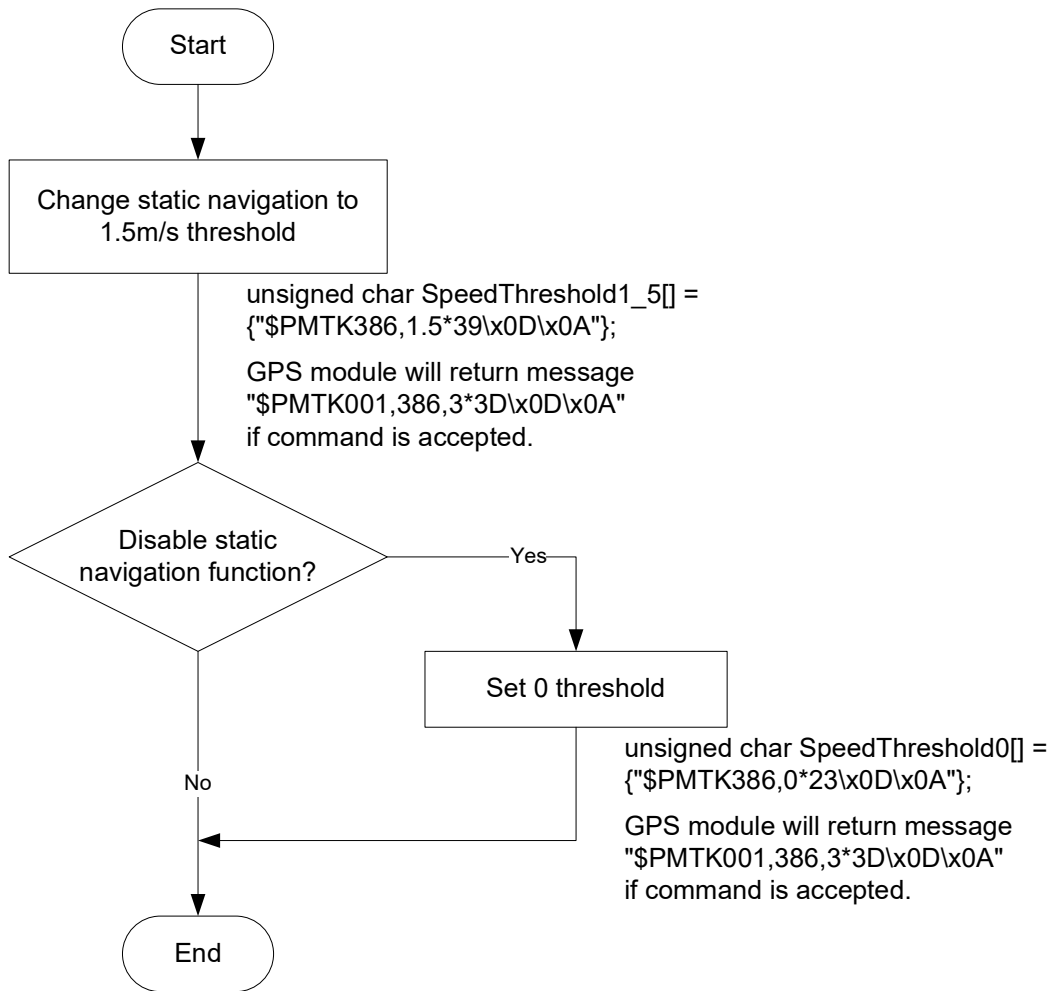 Start
Change static navigation to
1.5m/s threshold
unsigned char SpeedThreshold1_5[] =
{"$PMTK386,1.5*39\x0D\x0A"};
GPS module will return message
"$PMTK001,386,3*3D\x0D\x0A"
if command is accepted.
Disable static
navigation function?
Yes
Set 0 threshold
unsigned char SpeedThreshold0[] =
{"$PMTK386,0*23\x0D\x0A"};
GPS module will return message
"$PMTK001,386,3*3D\x0D\x0A"
if command is accepted.
No
End